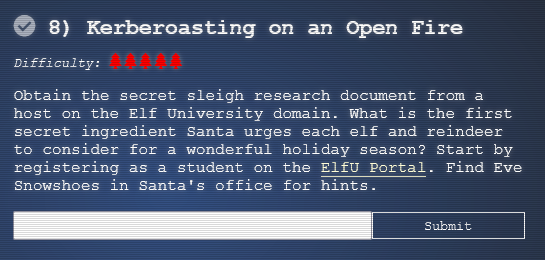 8) Kerberoasting on an Open Fire
Difficulty:
Obtain the secret sleigh research document from a
host on the Elf University domain. What is the first
secret ingredient Santa urges each elf and reindeer
to consider for a wonderful holiday season? Start by
registering as a student on the ElfU Portal. Find Eve
Snowshoes in Santa's office for hints.
Submit